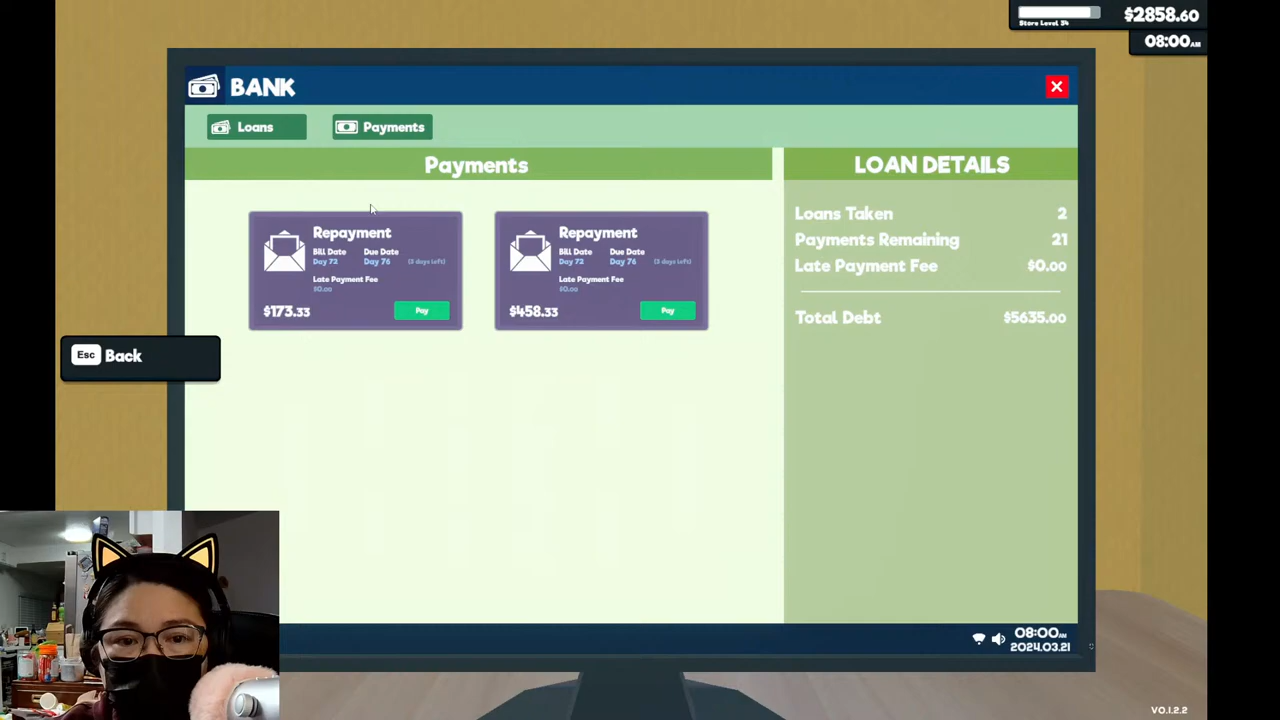 Store Level 34
$2858.60
08:00AM
BANK
Loans
Payments
Payments
LOAN DETAILS
Repayment
Bill Date Due Date
Day 72 Day 76 (3 days Left)
Late Payment Fee
$0.00
$173.33
Pay
Repayment
Bill Date Due Date
Day 72 Day 76 (3 days Left)
Late Payment Fee
$0.00
$458.33
Pay
Loans Taken 2
Payments Remaining 21
Late Payment Fee $0.00
Total Debt $5635.00
Esc Back
08:00AM
2024.03.21
V0.1.2.2